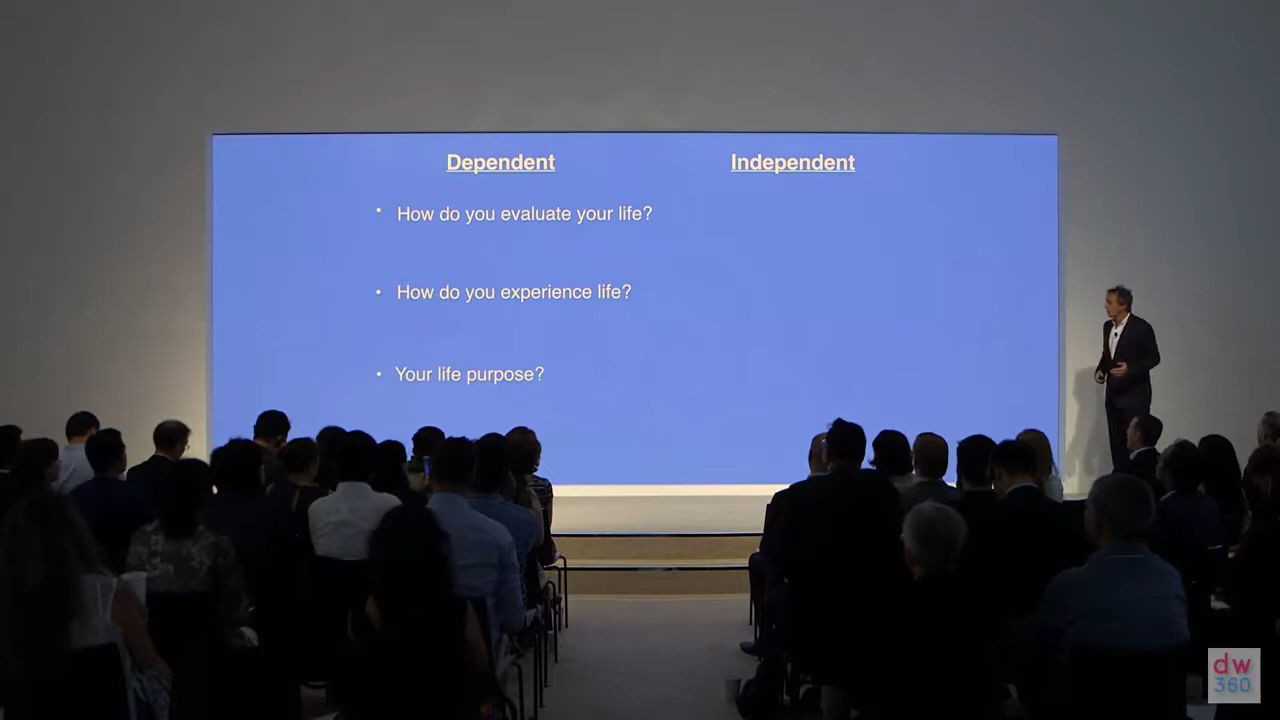 Dependent Independent
• How do you evaluate your life?
• How do you experience life?
• Your life purpose?
dw
360